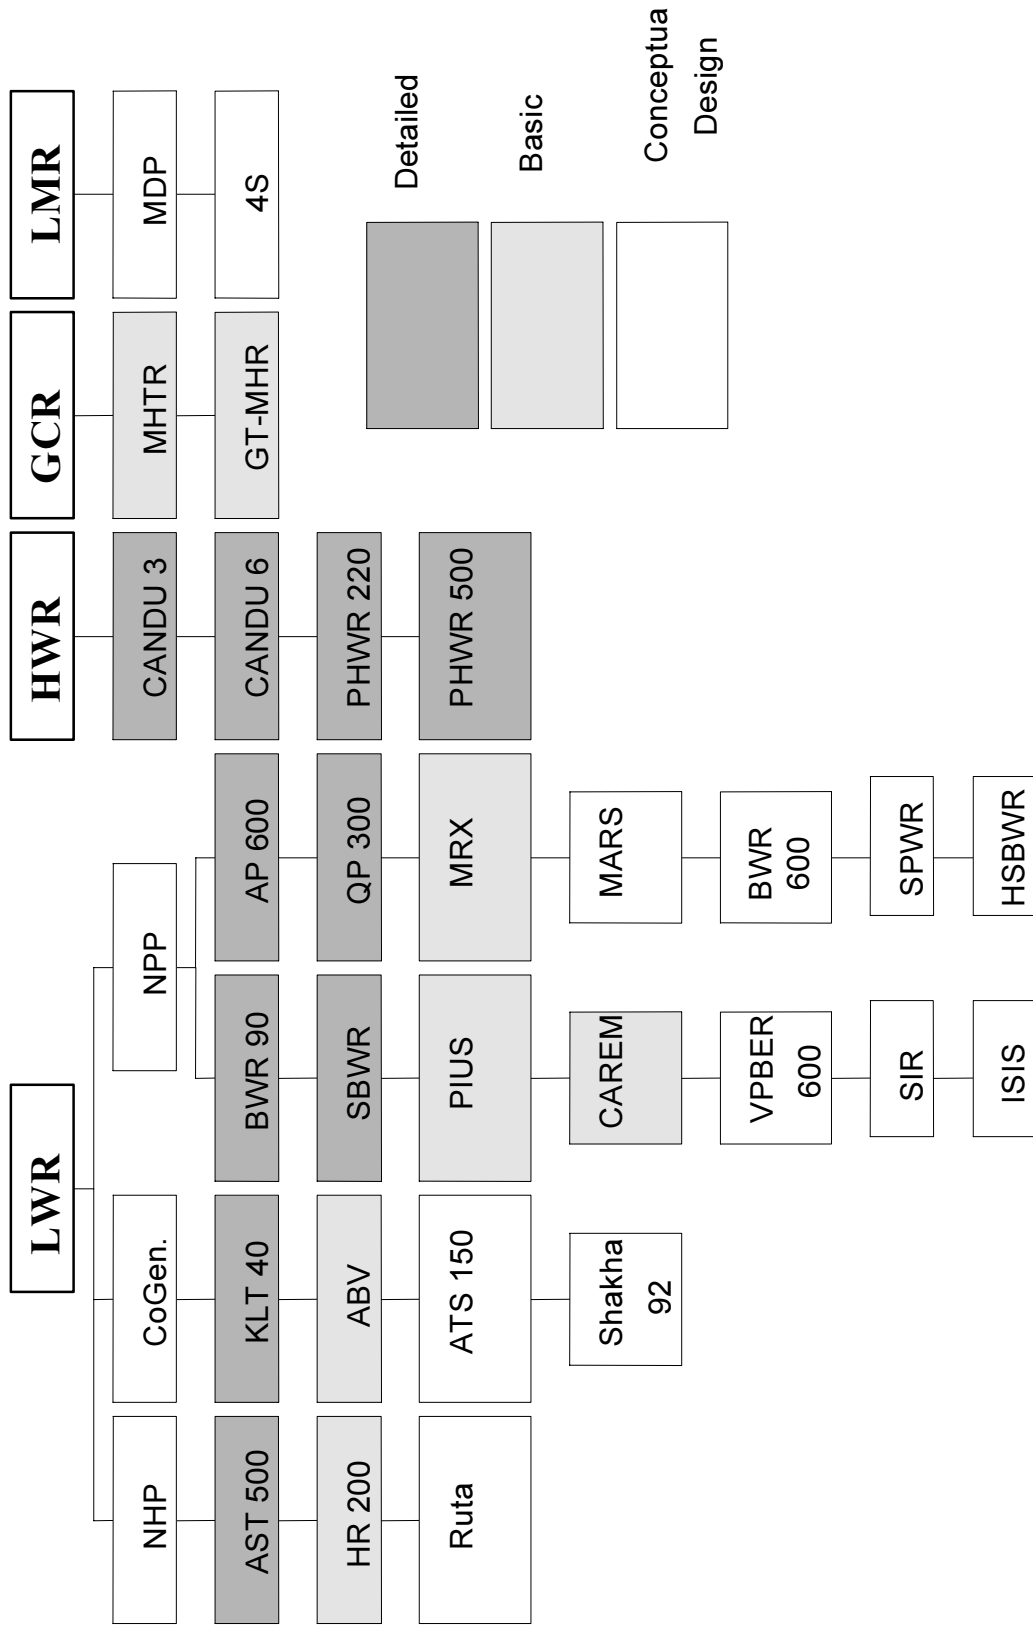 LWR
HWR
GCR
LMR
NHP
CoGen.
NPP
CANDU 3
MHTR
MDP
AST 500
KLT 40
BWR 90
AP 600
CANDU 6
GT-MHR
4S
HR 200
ABV
SBWR
QP 300
PHWR 220
Ruta
ATS 150
PIUS
MRX
PHWR 500
Shakha
92
CAREM
MARS
VPBER
600
BWR
600
SIR
SPWR
ISIS
HSBWR
Detailed
Basic
Conceptua
Design